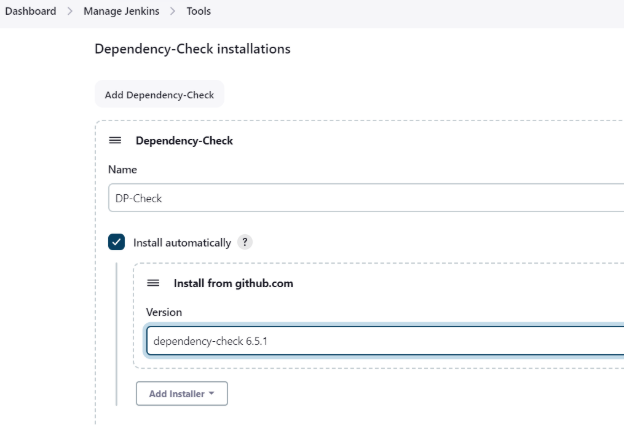 Dashboard > Manage Jenkins > Tools
Dependency-Check installations
Add Dependency-Check
Dependency-Check
Name
DP-Check
Install automatically ?
Install from github.com
Version
dependency-check 6.5.1
Add Installer